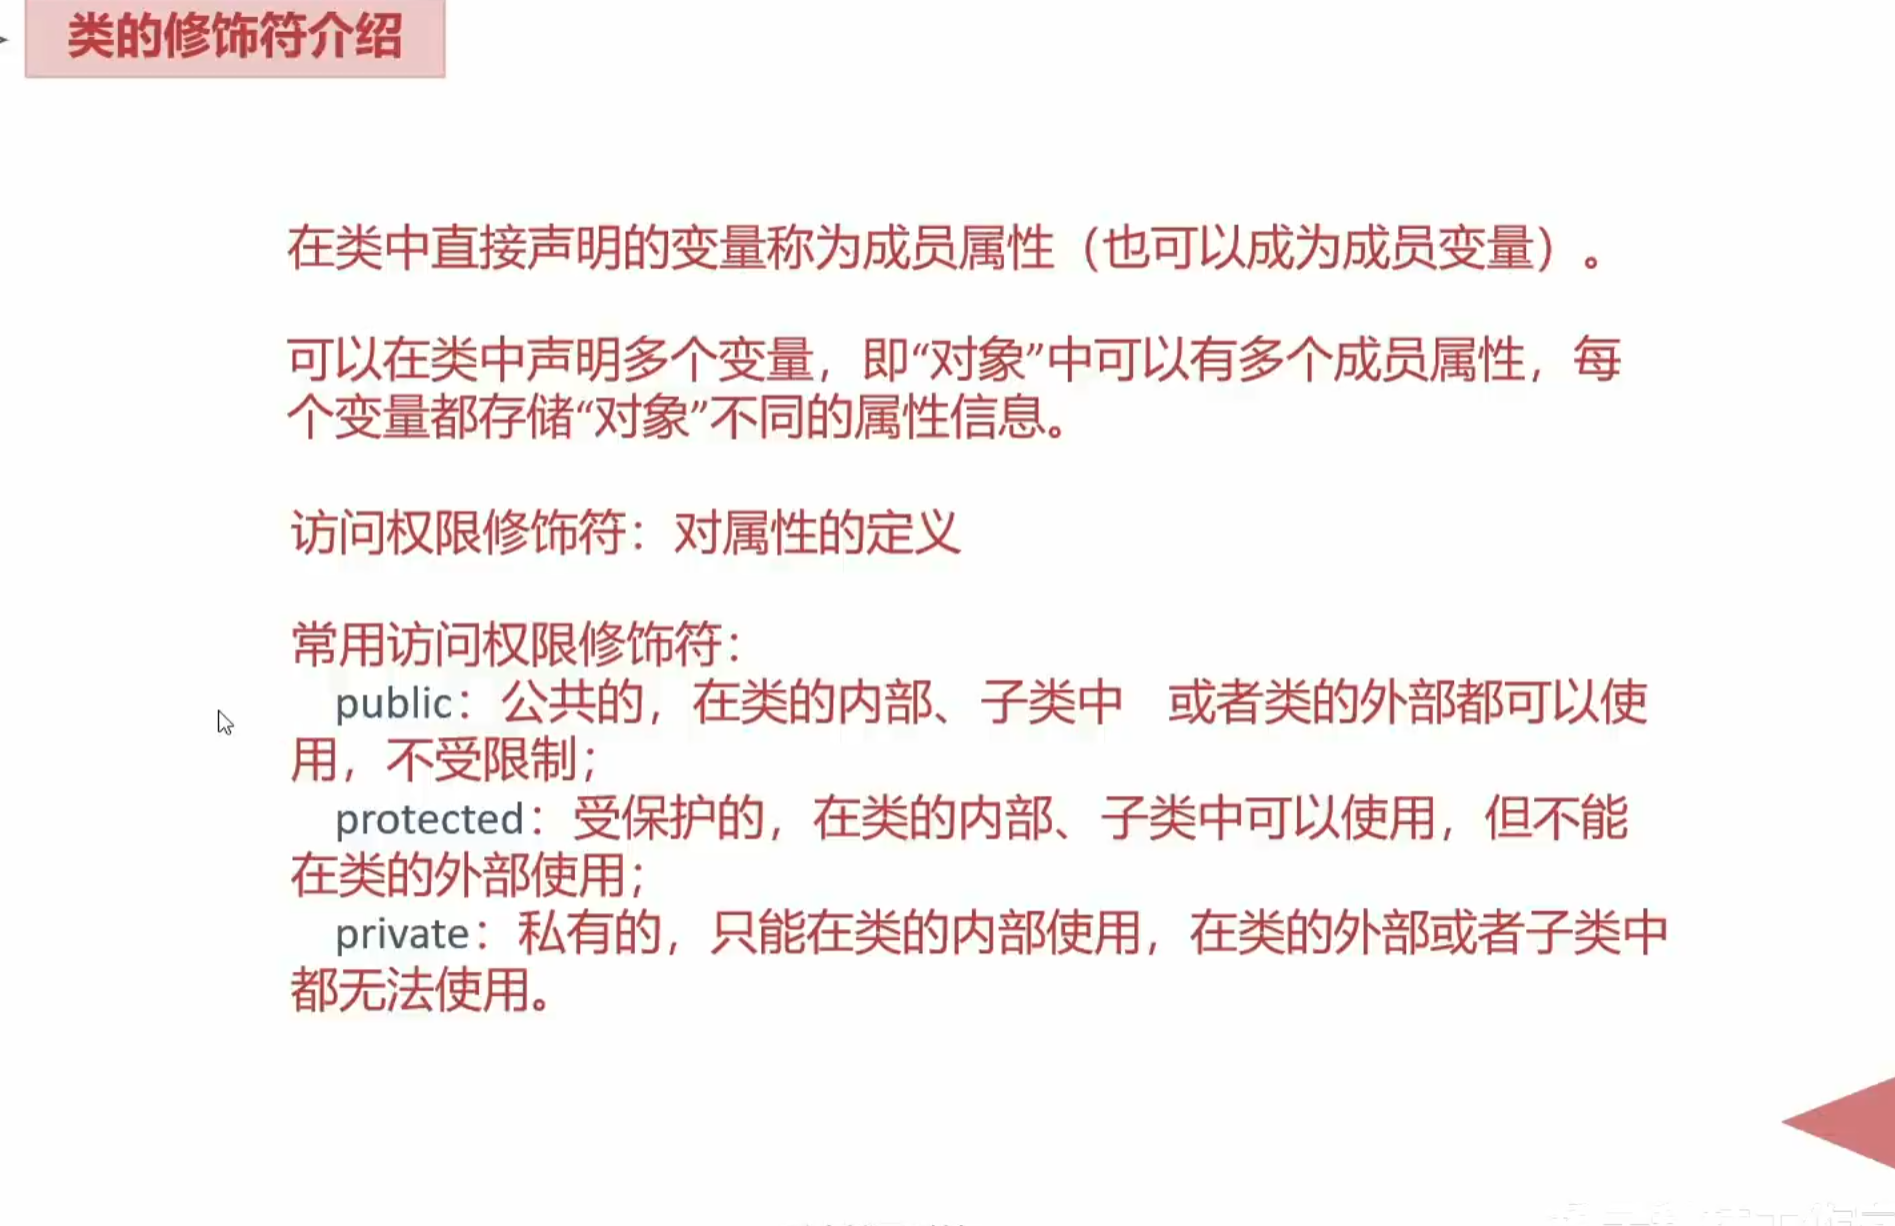 类的修饰符介绍
在类中直接声明的变量称为成员属性（也可以成为成员变量）。
可以在类中声明多个变量，即“对象”中可以有多个成员属性，每
个变量都存储“对象”不同的属性信息。
访问权限修饰符：对属性的定义
常用访问权限修饰符：
public：公共的，在类的内部、子类中 或者类的外部都可以使
用，不受限制；
protected：受保护的，在类的内部、子类中可以使用，但不能
在类的外部使用；
private：私有的，只能在类的内部使用，在类的外部或者子类中
都无法使用。